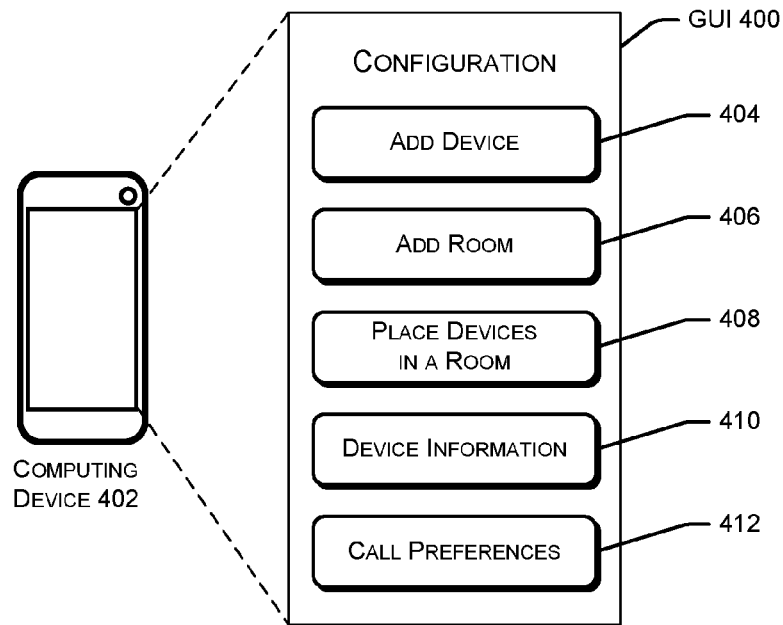 GUI 400
CONFIGURATION
ADD DEVICE
404
ADD ROOM
406
PLACE DEVICES
IN A ROOM
408
DEVICE INFORMATION
410
CALL PREFERENCES
412
COMPUTING
DEVICE 402